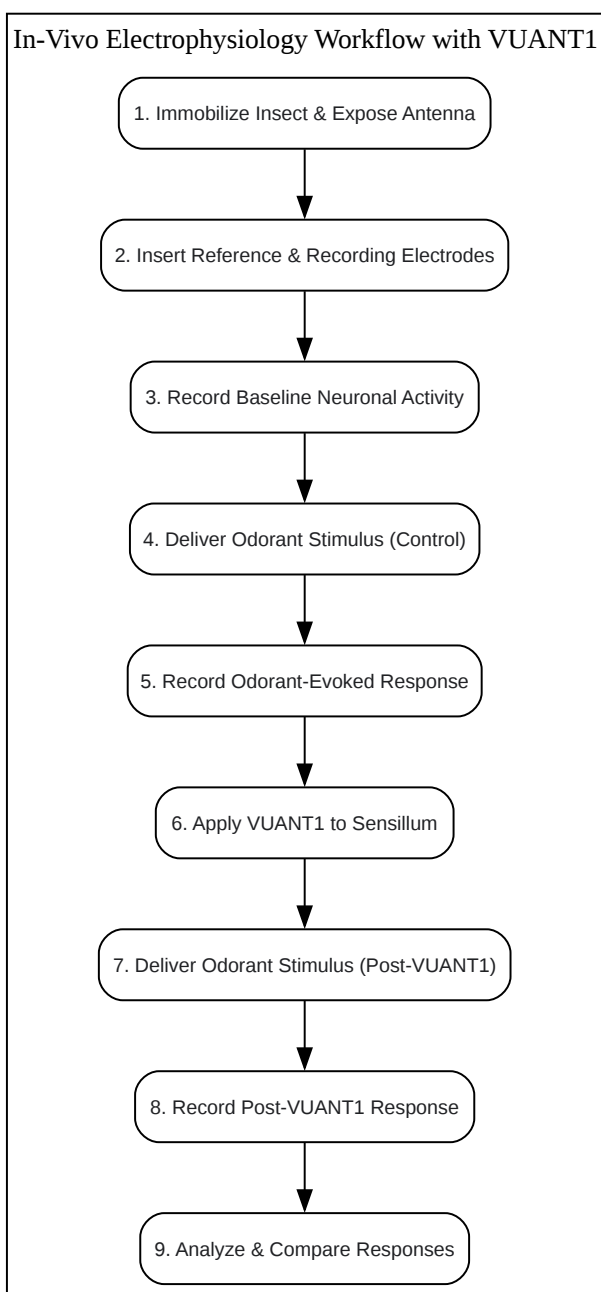 In-Vivo Electrophysiology Workflow with VUANT1
1. Immobilize Insect & Expose Antenna
2. Insert Reference & Recording Electrodes
3. Record Baseline Neuronal Activity
4. Deliver Odorant Stimulus (Control)
5. Record Odorant-Evoked Response
6. Apply VUANT1 to Sensillum
7. Deliver Odorant Stimulus (Post-VUANT1)
8. Record Post-VUANT1 Response
9. Analyze & Compare Responses